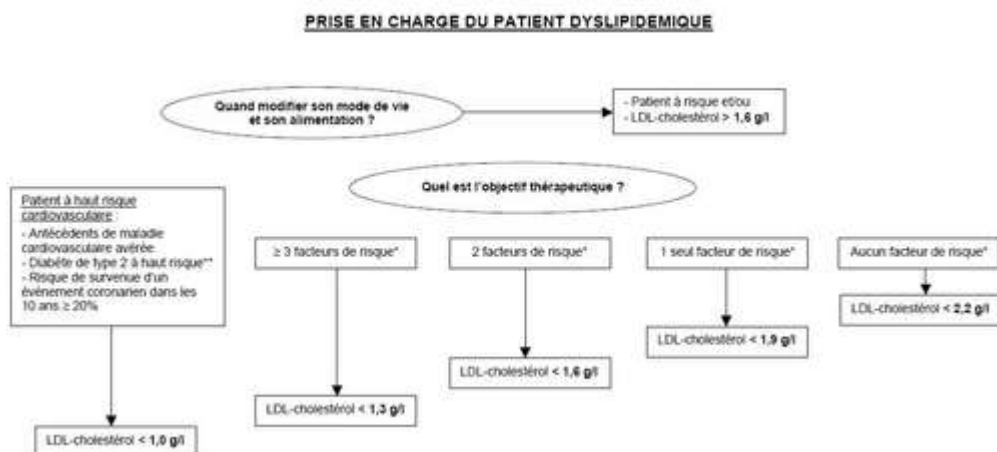 PRISE EN CHARGE DU PATIENT DYSLIPIDEMIQUE
Quand modifier son mode de vie
et son alimentation ?
- Patient à risque et/ou
- LDL-cholestérol > 1,6 g/l
Quel est l'objectif thérapeutique ?
Patient à haut risque
cardiovasculaire :
- Antécédents de maladie
cardiovasculaire avérée
- Diabète de type 2 à haut risque**
- Risque de survenue d'un
évènement coronarien dans les
10 ans ≥ 20%
≥ 3 facteurs de risque*
2 facteurs de risque*
1 seul facteur de risque*
Aucun facteur de risque*
LDL-cholestérol < 2,2 g/l
LDL-cholestérol < 1,9 g/l
LDL-cholestérol < 1,6 g/l
LDL-cholestérol < 1,3 g/l
LDL-cholestérol < 1,0 g/l